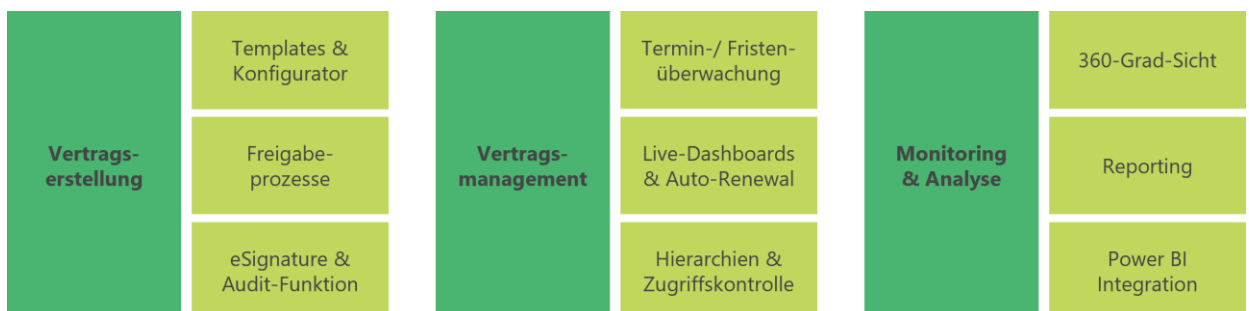 Vertrags-
erstellung
Templates &
Konfigurator
Freigabe-
prozesse
eSignature &
Audit-Funktion
Vertrags-
management
Termin-/ Fristen-
überwachung
Live-Dashboards
& Auto-Renewal
Hierarchien &
Zugriffskontrolle
Monitoring
& Analyse
360-Grad-Sicht
Reporting
Power BI
Integration